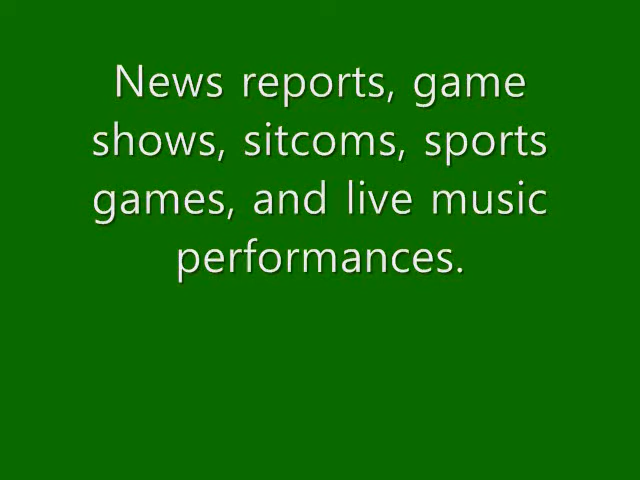 News reports, game
shows, sitcoms, sports
games, and live music
performances.